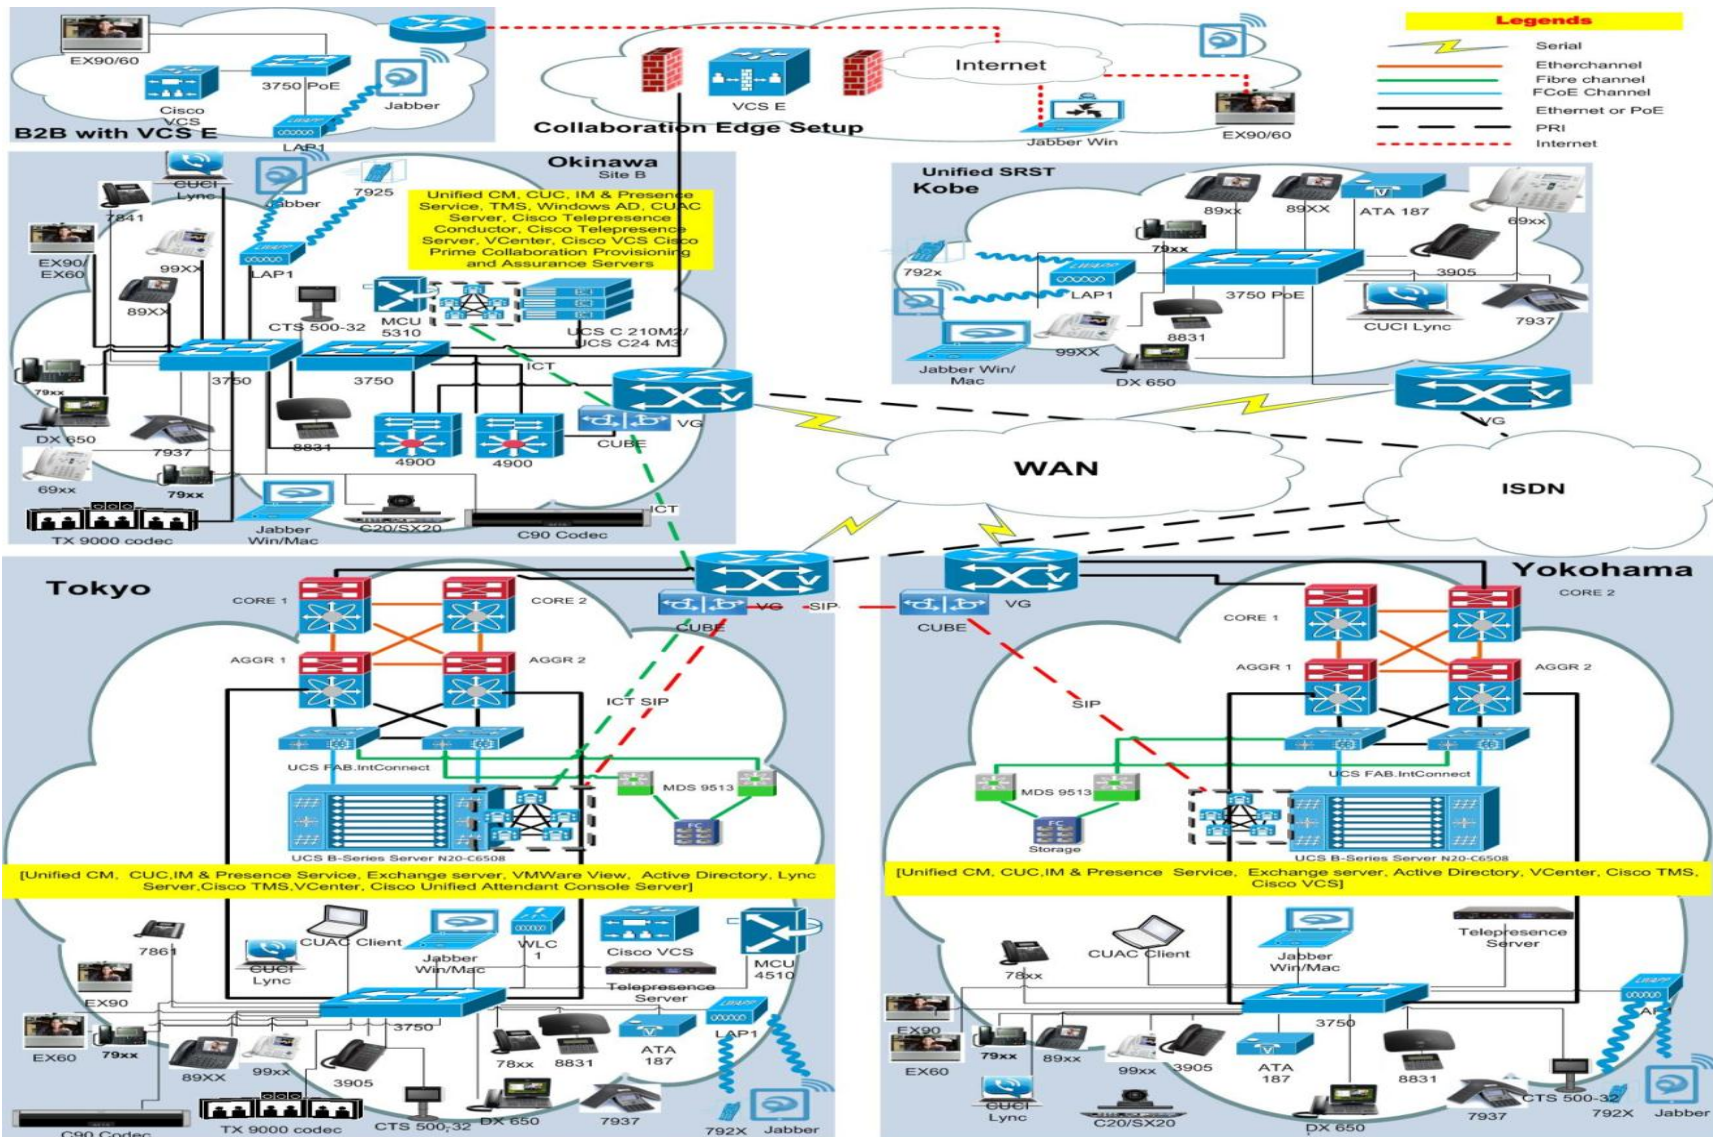 Legends
Serial
Etherchannel
Fibre channel
FCoE Channel
Ethernet or PoE
PRI
Internet
EX90/60
3750 PoE
Cisco
VCS
Jabber
LAP1
B2B with VCS E
Internet
VCS E
Collaboration Edge Setup
Jabber Win
EX90/60
Okinawa
Site B
CUCI
Lync
Jabber
7925
7841
Unified CM, CUC, IM & Presence
Service, TMS, Windows AD, CUAC
Server, Cisco Telepresence
Conductor, Cisco Telepresence
Server, VCenter, Cisco VCS Cisco
Prime Collaboration Provisioning
and Assurance Servers
EX90/
EX60
99XX
LAP1
89XX
CTS 500-32
MCU
5310
UCS C 210M2/
UCS C24 M3
3750
3750
ICT
79xx
DX 650
7937
8831
4900
4900
CUBE
VG
69xx
79xx
TX 9000 codec
Jabber
Win/Mac
C20/SX20
C90 Codec
ICT
Unified SRST
Kobe
89xx
89XX
ATA 187
69xx
79xx
3905
792x
LAP1
3750 PoE
CUCI Lync
7937
8831
99XX
Jabber Win/
Mac
DX 650
VG
WAN
ISDN
Tokyo
CORE 1
CORE 2
AGGR 1
AGGR 2
VG
SIP
CUBE
ICT SIP
UCS FAB.IntConnect
MDS 9513
FC
UCS B-Series Server N20-C6508
[Unified CM, CUC,IM & Presence Service, Exchange server, VMWare View, Active Directory, Lync
Server,Cisco TMS,VCenter, Cisco Unified Attendant Console Server]
7861
CUAC Client
CUCI
Lync
Jabber
Win/Mac
WLC
1
Cisco VCS
MCU
4510
Telepresence
Server
EX90
3750
LAP1
EX60
79xx
89XX
99xx
3905
78xx
8831
ATA
187
C90 Codec
TX 9000 codec
CTS 500-32
DX 650
7937
792X
Jabber
Yokohama
CORE 2
CORE 1
VG
CUBE
AGGR 1
AGGR 2
SIP
UCS FAB.IntConnect
MDS 9513
FC
Storage
UCS B-Series Server N20-C6508
[Unified CM, CUC,IM & Presence Service, Exchange server, Active Directory, VCenter, Cisco TMS,
Cisco VCS]
78xx
CUAC Client
Jabber
Win/Mac
Telepresence
Server
EX90
3750
EX60
79xx
89xx
99xx
3905
ATA
187
8831
CTS 500-32
CUCI
Lync
C20/SX20
DX 650
7937
792X
Jabber